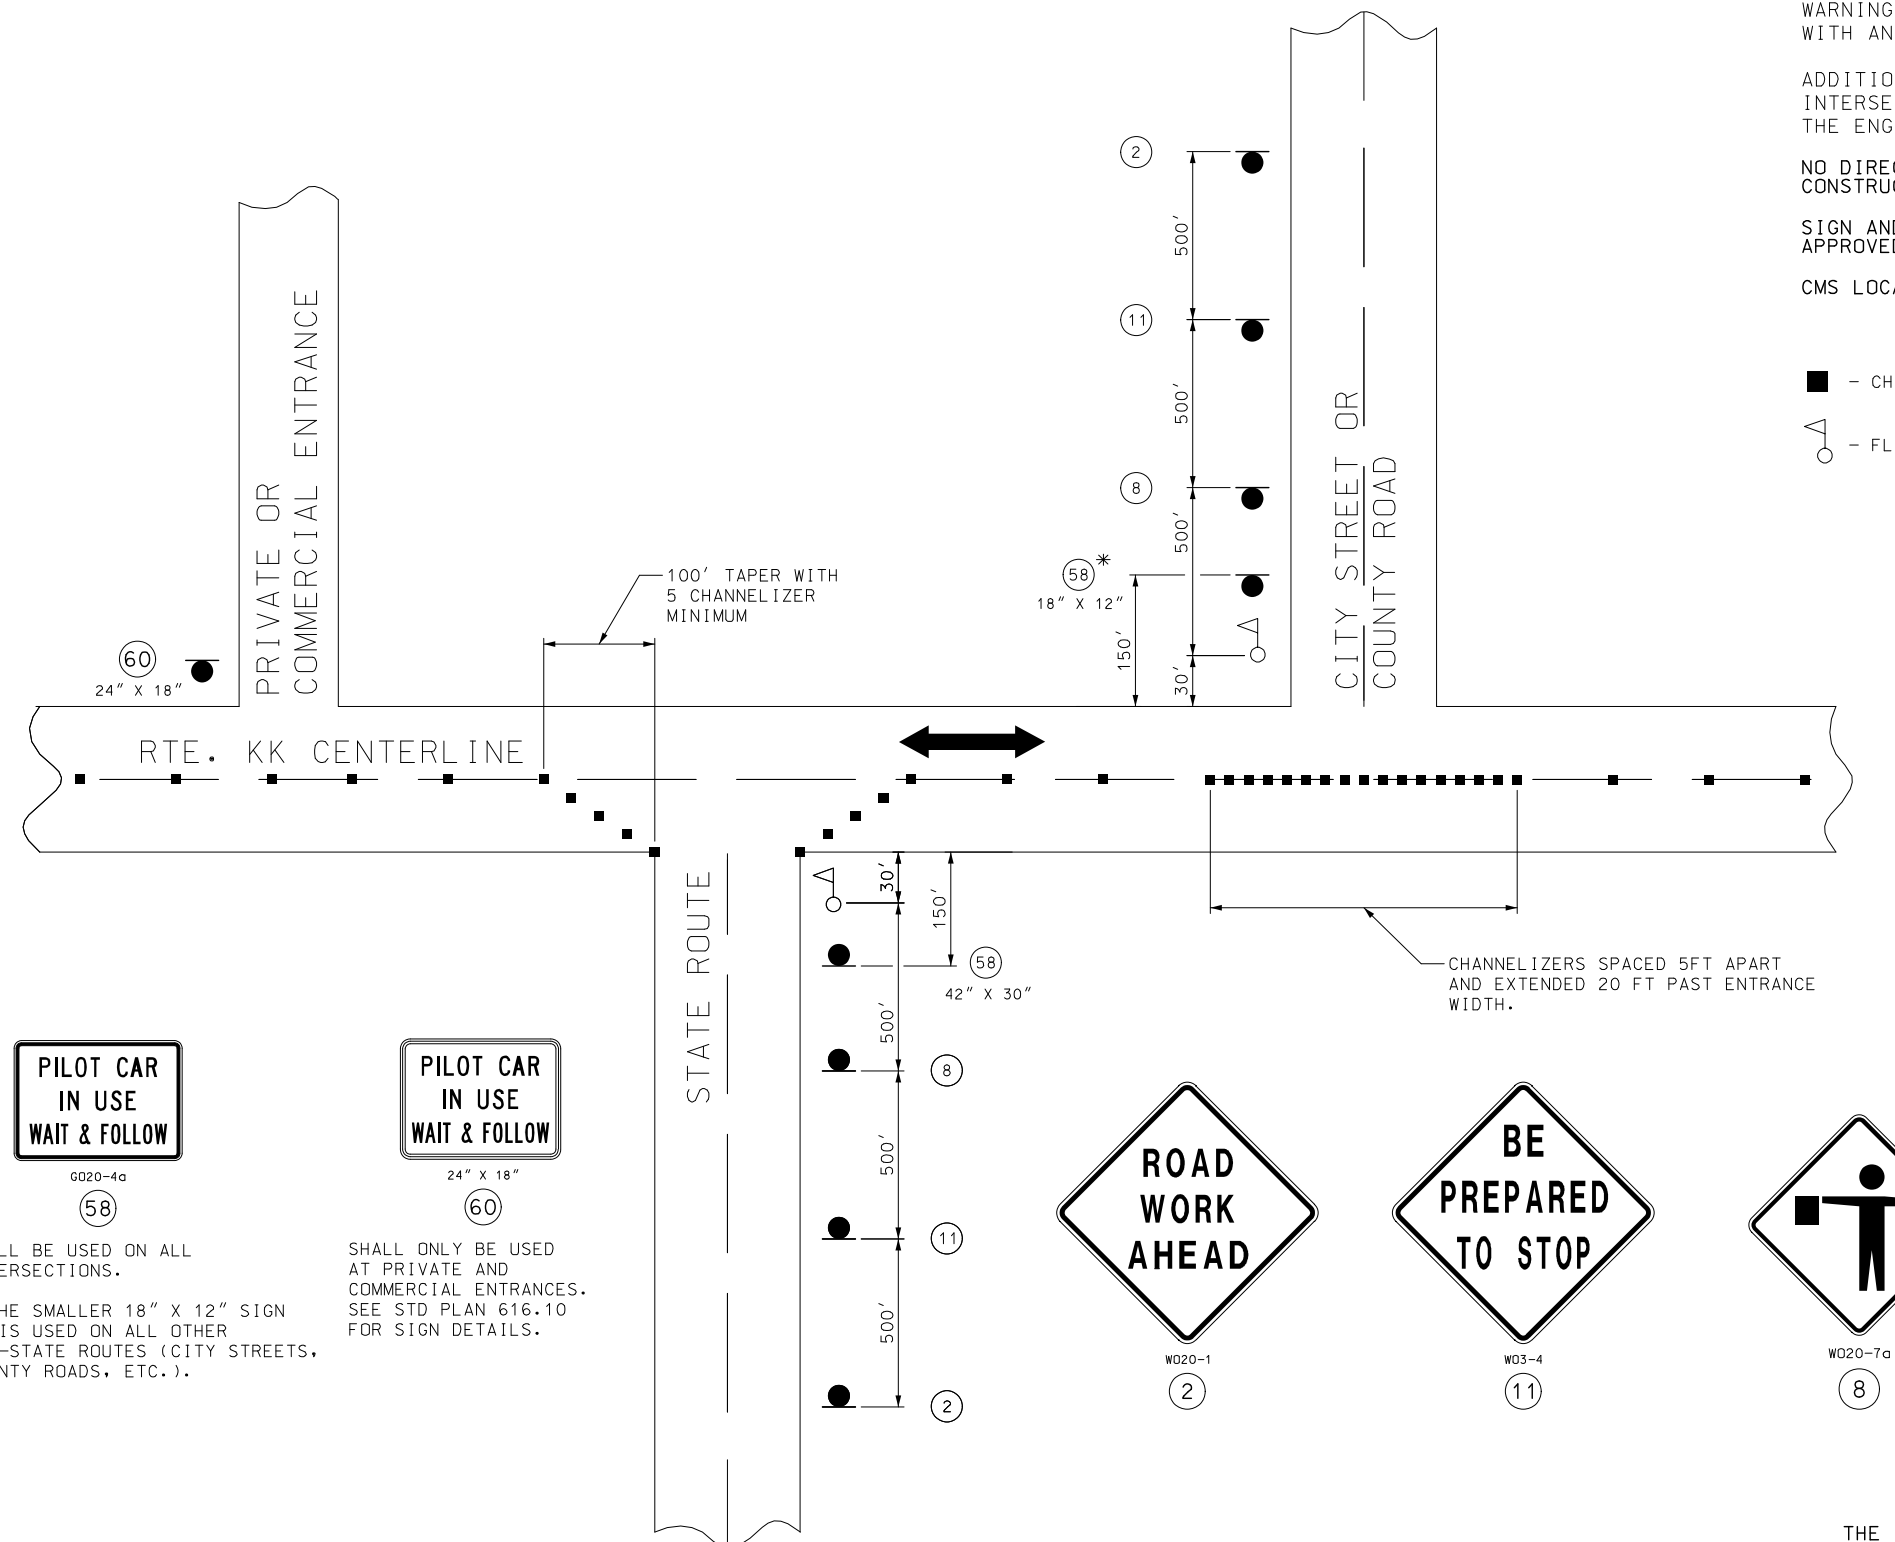 WARNING
WITH AN
INTERSE
THE ENG
CMS LOCA
- CH
- FL
2
500'
11
500'
8
500'
58 *
18" X 12"
150'
30'
CITY STREET OR
COUNTY ROAD
PRIVATE OR
COMMERCIAL ENTRANCE
100' TAPER WITH
5 CHANNELIZER
MINIMUM
60
24" X 18"
RTE. KK CENTERLINE
STATE ROUTE
30'
150'
58
42" X 30"
500'
8
500'
11
500'
2
CHANNELIZERS SPACED 5FT APART
AND EXTENDED 20 FT PAST ENTRANCE
WIDTH.
PILOT CAR
IN USE
WAIT & FOLLOW
GO20-4a
58
LL BE USED ON ALL
ERSECTIONS.
HE SMALLER 18" X 12" SIGN
IS USED ON ALL OTHER
-STATE ROUTES (CITY STREETS,
NTY ROADS, ETC.).
PILOT CAR
IN USE
WAIT & FOLLOW
24" X 18"
60
SHALL ONLY BE USED
AT PRIVATE AND
COMMERCIAL ENTRANCES.
SEE STD PLAN 616.10
FOR SIGN DETAILS.
ROAD
WORK
AHEAD
WO20-1
2
BE
PREPARED
TO STOP
WO3-4
11
WO20-7a
8
ADDITIO
NO DIREC
CONSTRUC
SIGN AND
APPROVED
THE